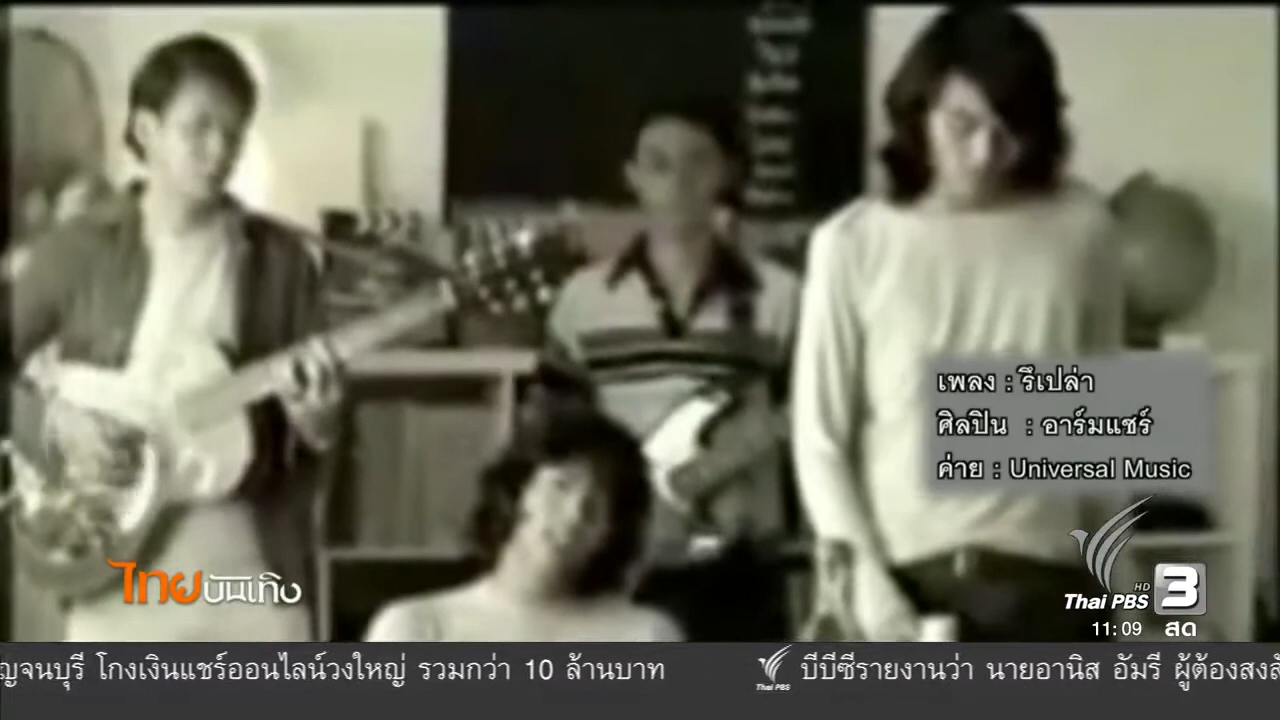 เพลง : รึเปล่า
ศิลปิน : อาร์มแชร์
ค่าย : Universal Music
ไทยบันเทิง
HD
Thai PBS 3
11:09 สด
ญจนบุรี โกงเงินแชร์ออนไลน์วงใหญ่ รวมกว่า 10 ล้านบาท Thai PBS บีบีซีรายงานว่า นายอานิส อัมรี ผู้ต้องสงสั